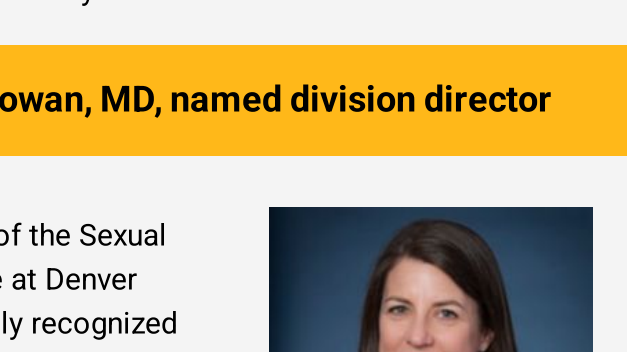 owan, MD, named division director
of the Sexual
at Denver
ly recognized